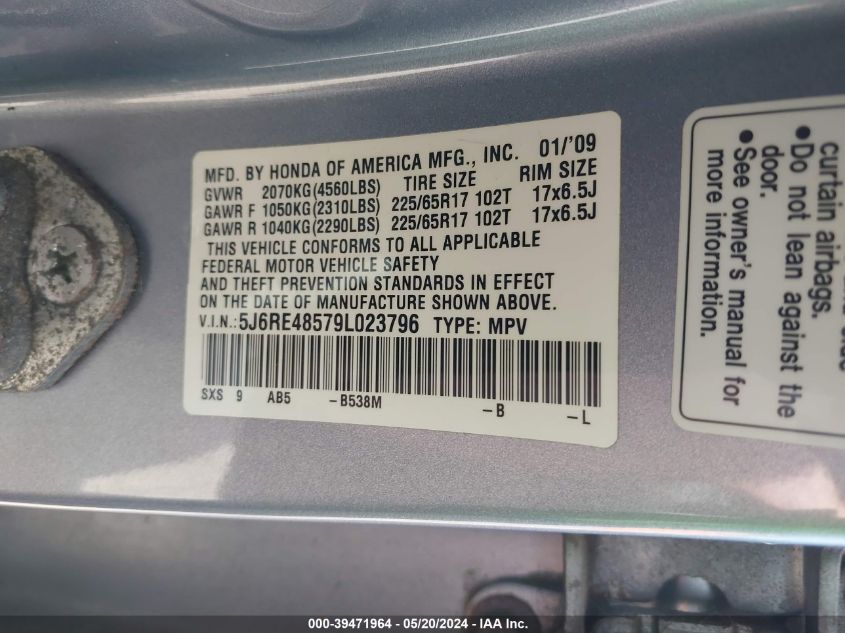 MFD. BY HONDA OF AMERICA MFG., INC. 01/'09
GVWR 2070KG(4560LBS) TIRE SIZE RIM SIZE
GAWR F 1050KG(2310LBS) 225/65R17 102T 17x6.5J
GAWR R 1040KG(2290LBS) 225/65R17 102T 17x6.5J
THIS VEHICLE CONFORMS TO ALL APPLICABLE
FEDERAL MOTOR VEHICLE SAFETY
AND THEFT PREVENTION STANDARDS IN EFFECT
ON THE DATE OF MANUFACTURE SHOWN ABOVE.
V.I.N.:5J6RE48579L023796 TYPE: MPV
SXS 9 AB5 -B538M -B -L
curtain airbags.
• Do not lean against the
door.
• See owner's manual for
more information.
000-39471964 | 05/20/2024 | IAA Inc.